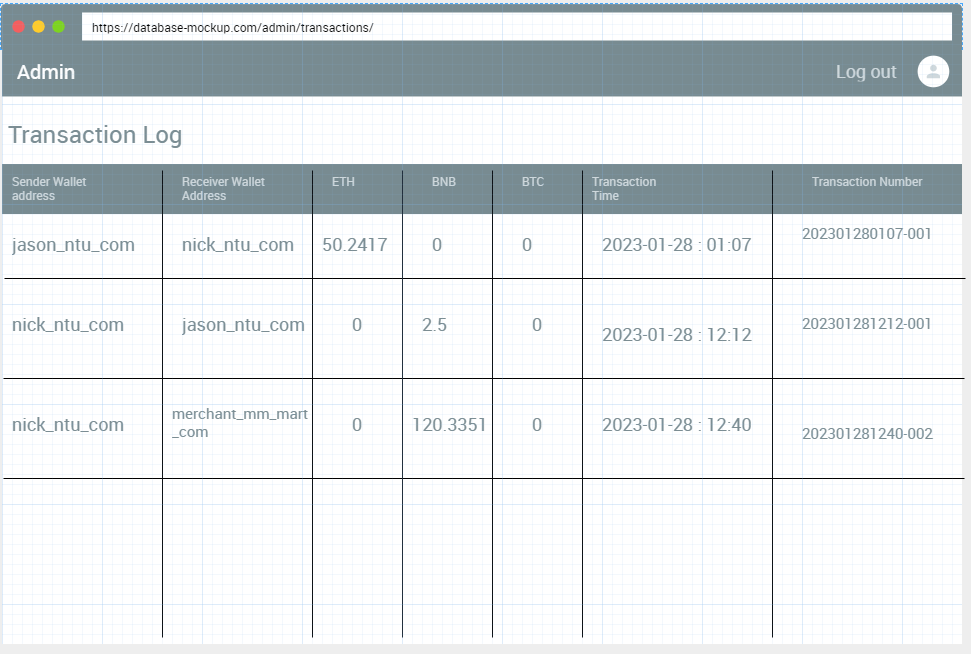 https://database-mockup.com/admin/transactions/
Admin
Log out
Transaction Log
Sender Wallet
address
Receiver Wallet
Address
ETH
BNB
BTC
Transaction
Time
Transaction Number
jason_ntu_com
nick_ntu_com
50.2417
0
0
2023-01-28 : 01:07
202301280107-001
nick_ntu_com
jason_ntu_com
0
2.5
0
2023-01-28 : 12:12
202301281212-001
nick_ntu_com
merchant_mm_mart
_com
0
120.3351
0
2023-01-28 : 12:40
202301281240-002